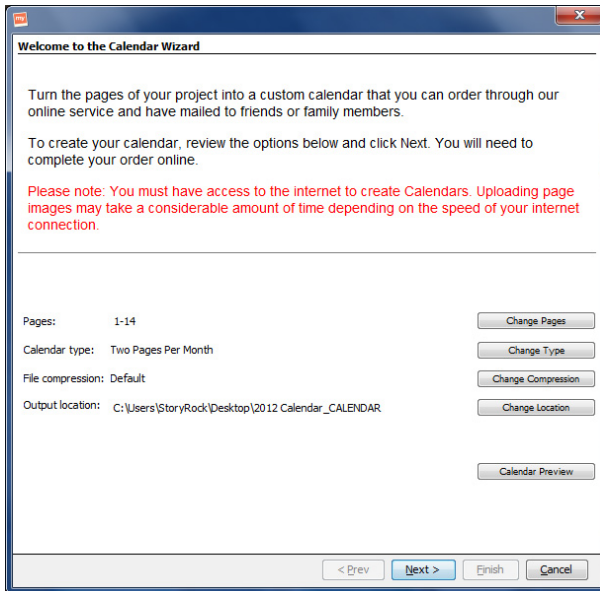 my
x
Welcome to the Calendar Wizard
Turn the pages of your project into a custom calendar that you can order through our
online service and have mailed to friends or family members.
To create your calendar, review the options below and click Next. You will need to
complete your order online.
Please note: You must have access to the internet to create Calendars. Uploading page
images may take a considerable amount of time depending on the speed of your internet
connection.
Pages: 1-14 Change Pages
Calendar type: Two Pages Per Month Change Type
File compression: Default Change Compression
Output location: C:\Users\StoryRock\Desktop\2012 Calendar_CALENDAR Change Location
Calendar Preview
< Prev Next > Finish Cancel